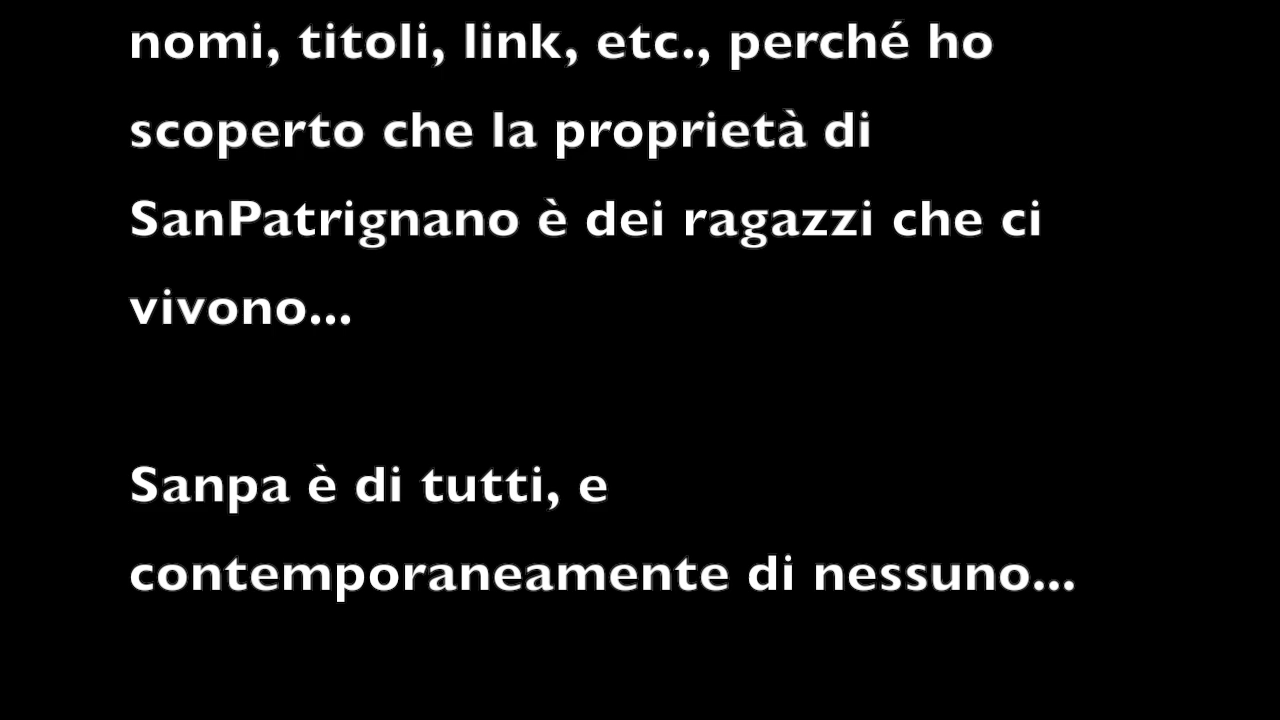 nomi, titoli, link, etc., perché ho
scoperto che la proprietà di
SanPatrignano è dei ragazzi che ci
vivono...
Sanpa è di tutti, e
contemporaneamente di nessuno...